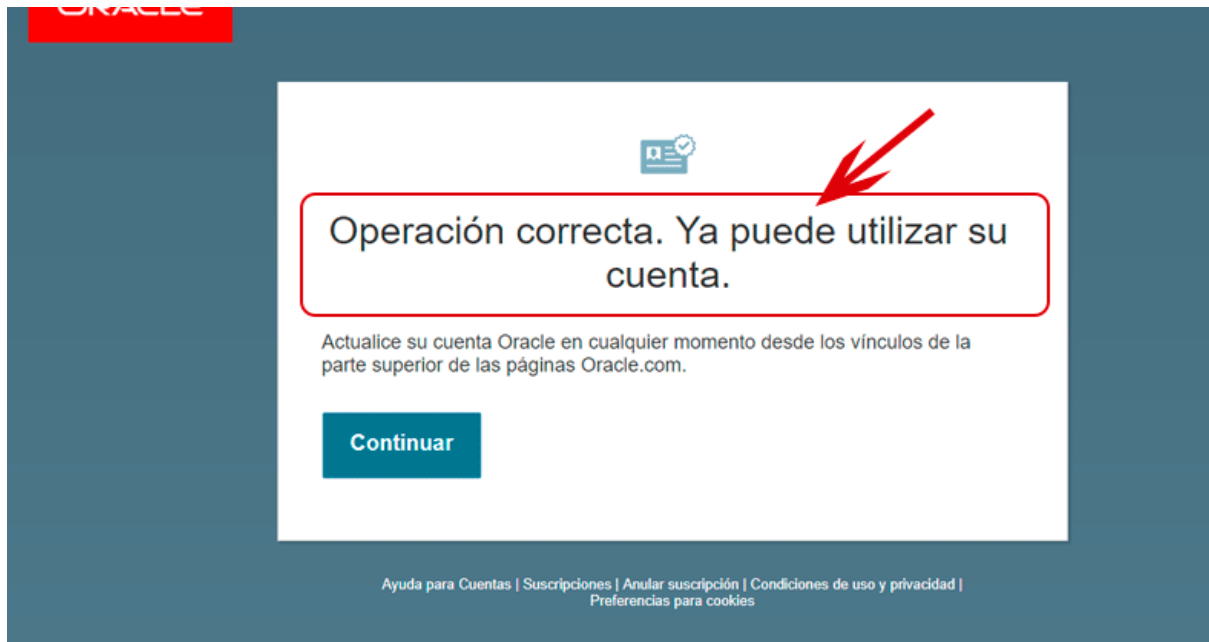 ORACLE
Operación correcta. Ya puede utilizar su
cuenta.
Actualice su cuenta Oracle en cualquier momento desde los vínculos de la
parte superior de las páginas Oracle.com.
Continuar
Ayuda para Cuentas | Suscripciones | Anular suscripción | Condiciones de uso y privacidad |
Preferencias para cookies